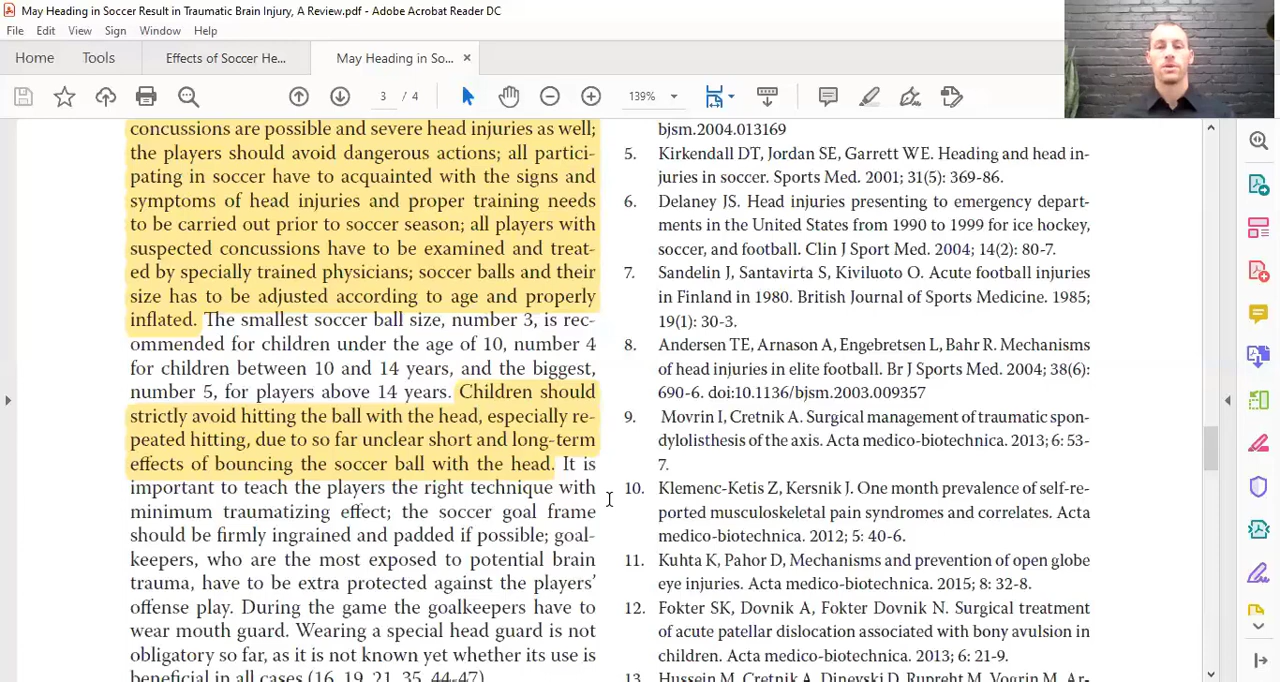 May Heading in Soccer Result in Traumatic Brain Injury, A Review.pdf - Adobe Acrobat Reader DC
File Edit View Sign Window Help
Home Tools Effects of Soccer He... May Heading in So... ×
3 / 4 139%
concussions are possible and severe head injuries as well;
the players should avoid dangerous actions; all partici-
pating in soccer have to acquainted with the signs and
symptoms of head injuries and proper training needs
to be carried out prior to soccer season; all players with
suspected concussions have to be examined and treat-
ed by specially trained physicians; soccer balls and their
size has to be adjusted according to age and properly
inflated. The smallest soccer ball size, number 3, is rec-
ommended for children under the age of 10, number 4
for children between 10 and 14 years, and the biggest,
number 5, for players above 14 years. Children should
strictly avoid hitting the ball with the head, especially re-
peated hitting, due to so far unclear short and long-term
effects of bouncing the soccer ball with the head. It is
important to teach the players the right technique with
minimum traumatizing effect; the soccer goal frame
should be firmly ingrained and padded if possible; goal-
keepers, who are the most exposed to potential brain
trauma, have to be extra protected against the players’
offense play. During the game the goalkeepers have to
wear mouth guard. Wearing a special head guard is not
obligatory so far, as it is not known yet whether its use is
beneficial in all cases (16, 19, 21, 35, 44-47).
bjsm.2004.013169
5. Kirkendall DT, Jordan SE, Garrett WE. Heading and head in-
juries in soccer. Sports Med. 2001; 31(5): 369-86.
6. Delaney JS. Head injuries presenting to emergency depart-
ments in the United States from 1990 to 1999 for ice hockey,
soccer, and football. Clin J Sport Med. 2004; 14(2): 80-7.
7. Sandelin J, Santavirta S, Kiviluoto O. Acute football injuries
in Finland in 1980. British Journal of Sports Medicine. 1985;
19(1): 30-3.
8. Andersen TE, Arnason A, Engebretsen L, Bahr R. Mechanisms
of head injuries in elite football. Br J Sports Med. 2004; 38(6):
690-6. doi:10.1136/bjsm.2003.009357
9. Movrin I, Cretnik A. Surgical management of traumatic spon-
dylolisthesis of the axis. Acta medico-biotechnica. 2013; 6: 53-
7.
10. Klemenc-Ketis Z, Kersnik J. One month prevalence of self-re-
ported musculoskeletal pain syndromes and correlates. Acta
medico-biotechnica. 2012; 5: 40-6.
11. Kuhta K, Pahor D, Mechanisms and prevention of open globe
eye injuries. Acta medico-biotechnica. 2015; 8: 32-8.
12. Fokter SK, Dovnik A, Fokter Dovnik N. Surgical treatment
of acute patellar dislocation associated with bony avulsion in
children. Acta medico-biotechnica. 2013; 6: 21-9.
13. Hussein M, Cretnik A, Dinevski D, Rupreht M, Vogrin M, Ar-